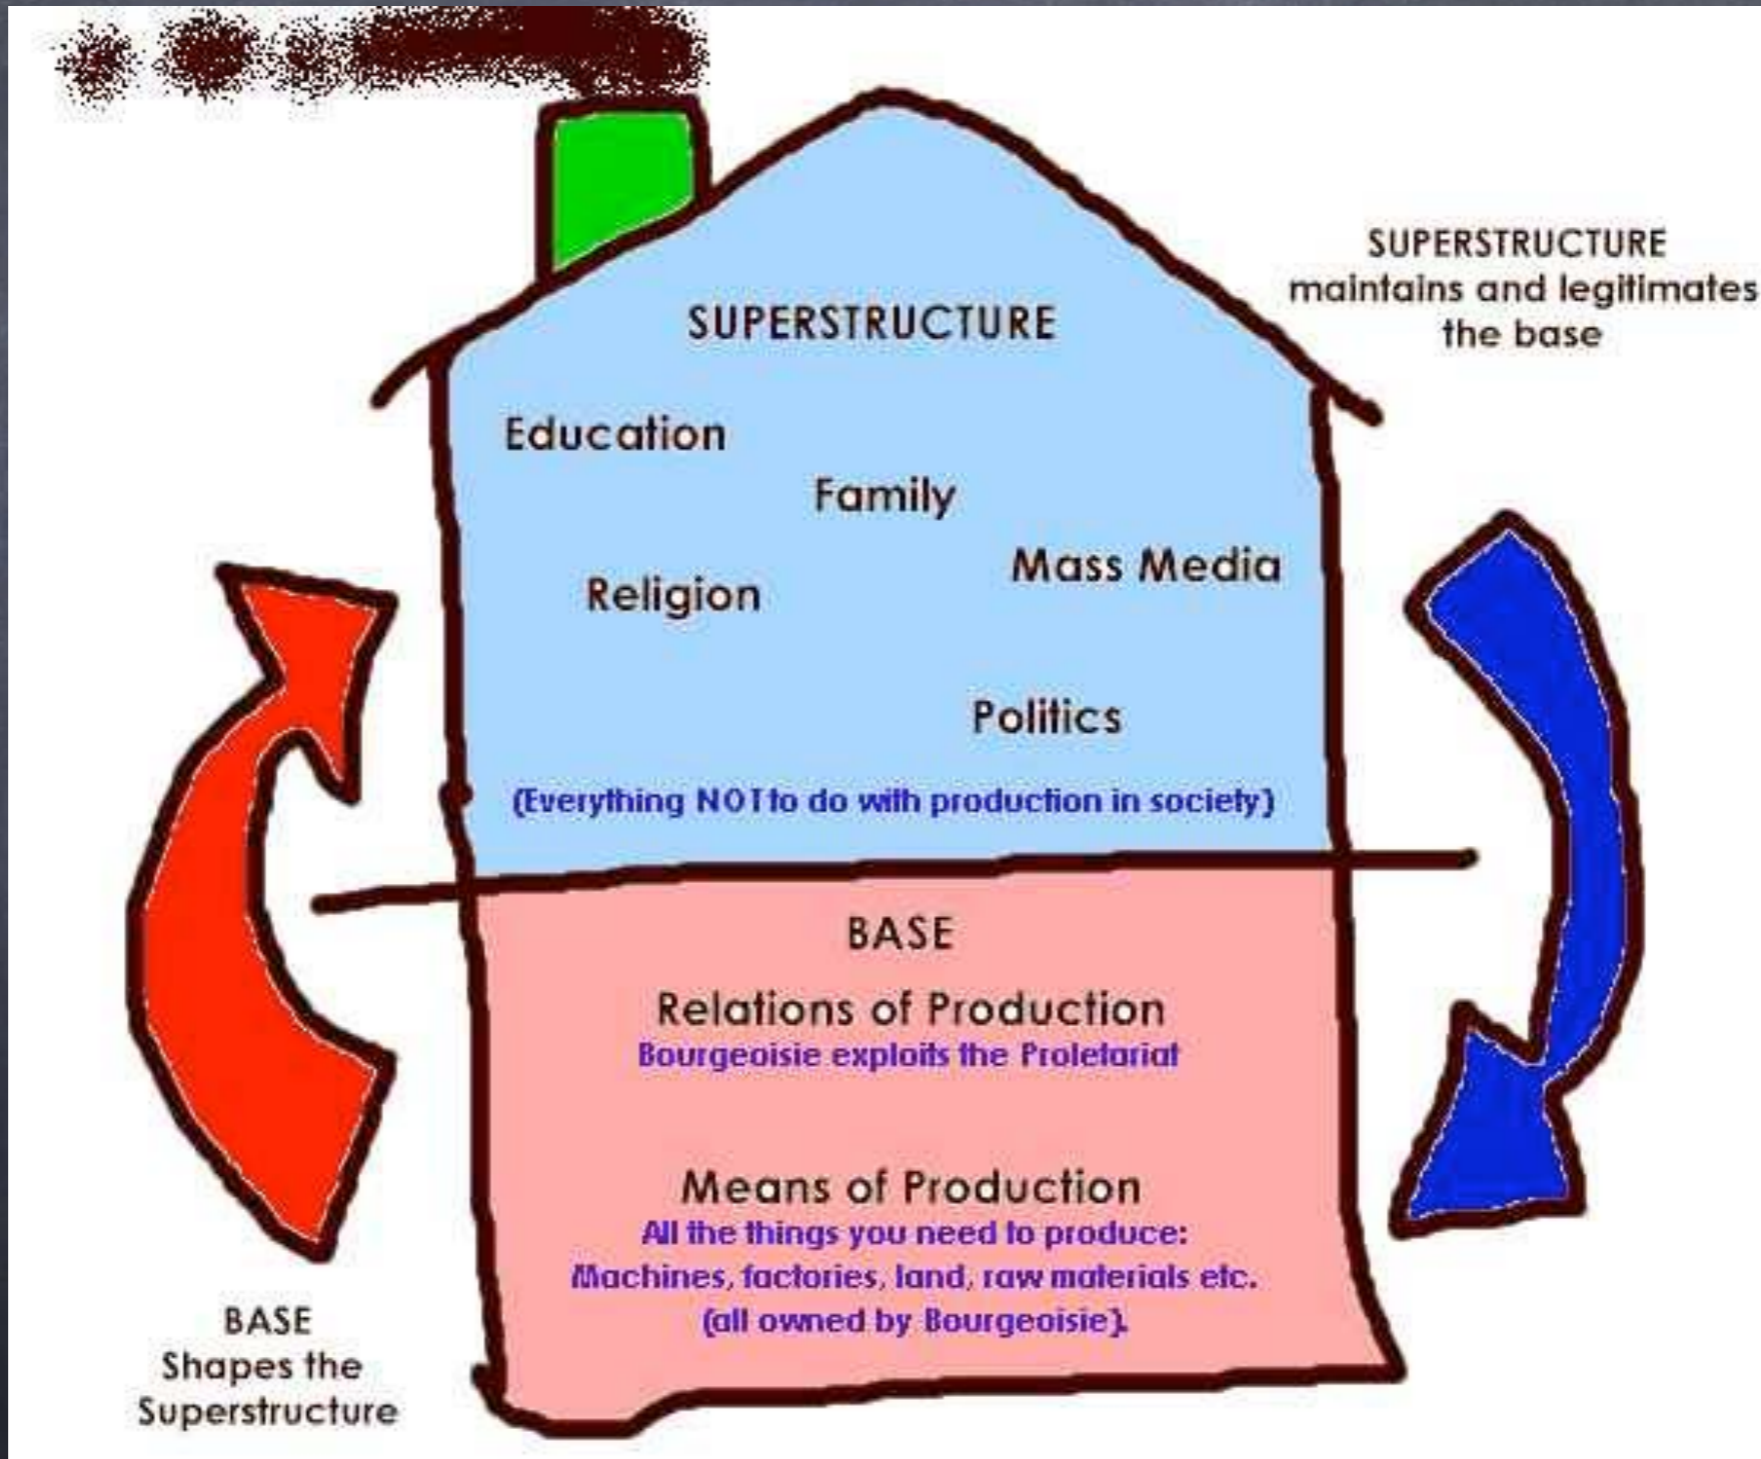 SUPERSTRUCTURE
maintains and legitimates
the base
SUPERSTRUCTURE
Education
Family
Mass Media
Religion
Politics
(Everything NOT to do with production in society)
BASE
Relations of Production
Bourgeoisie exploits the Proletariat
Means of Production
All the things you need to produce:
Machines, factories, land, raw materials etc.
(all owned by Bourgeoisie).
BASE
Shapes the
Superstructure